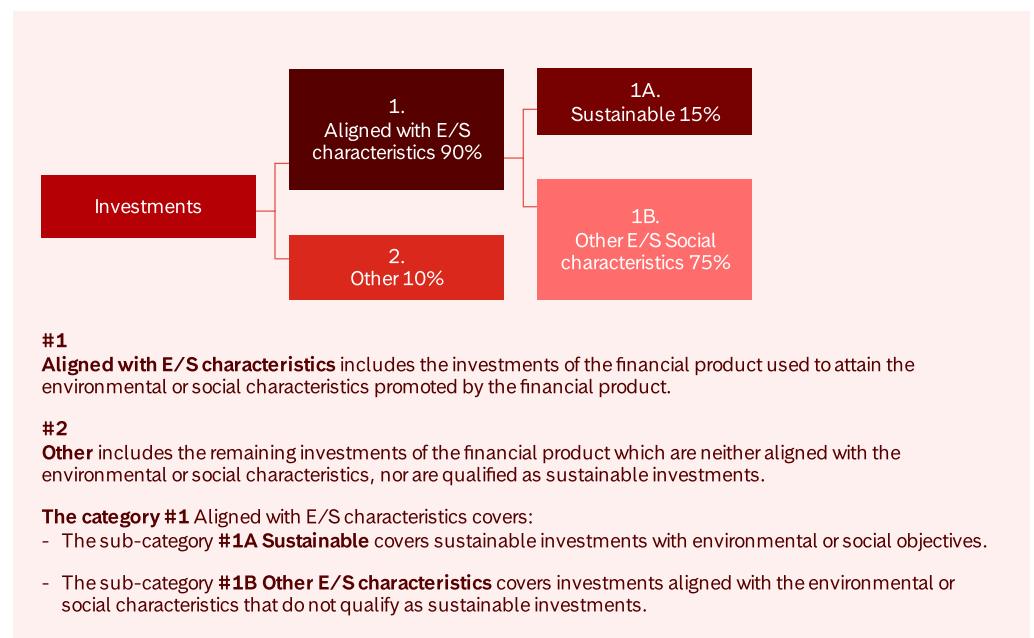 1.
Aligned with E/S
characteristics 90%
1A.
Sustainable 15%
Investments
1B.
Other E/S Social
characteristics 75%
2.
Other 10%
#1
Aligned with E/S characteristics includes the investments of the financial product used to attain the
environmental or social characteristics promoted by the financial product.
#2
Other includes the remaining investments of the financial product which are neither aligned with the
environmental or social characteristics, nor are qualified as sustainable investments.
The category #1 Aligned with E/S characteristics covers:
- The sub-category #1A Sustainable covers sustainable investments with environmental or social objectives.
- The sub-category #1B Other E/S characteristics covers investments aligned with the environmental or
social characteristics that do not qualify as sustainable investments.